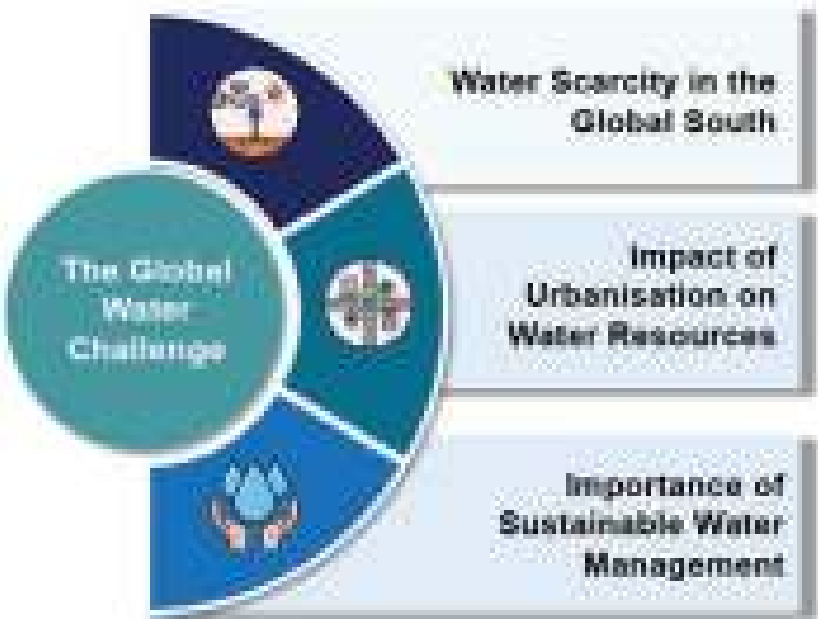 The Global
Water
Challenge
Water Scarcity in the
Global South
Impact of
Urbanisation on
Water Resources
Importance of
Sustainable Water
Management